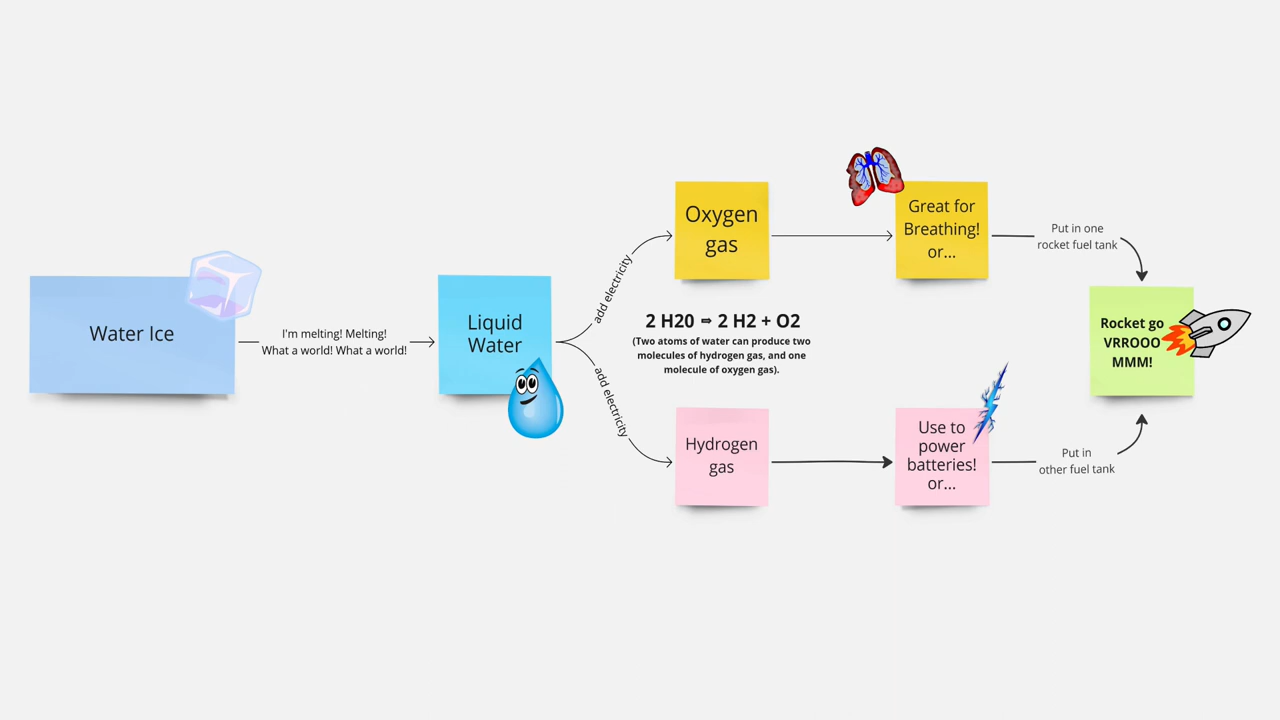 Water Ice
I'm melting! Melting!
What a world! What a world!
Liquid
Water
add electricity
add electricity
Oxygen
gas
2 H20 ⇨ 2 H2 + O2
(Two atoms of water can produce two
molecules of hydrogen gas, and one
molecule of oxygen gas).
Hydrogen
gas
Great for
Breathing!
or...
Use to
power
batteries!
or...
Put in one
rocket fuel tank
Put in
other fuel tank
Rocket go
VRROOO
MMM!